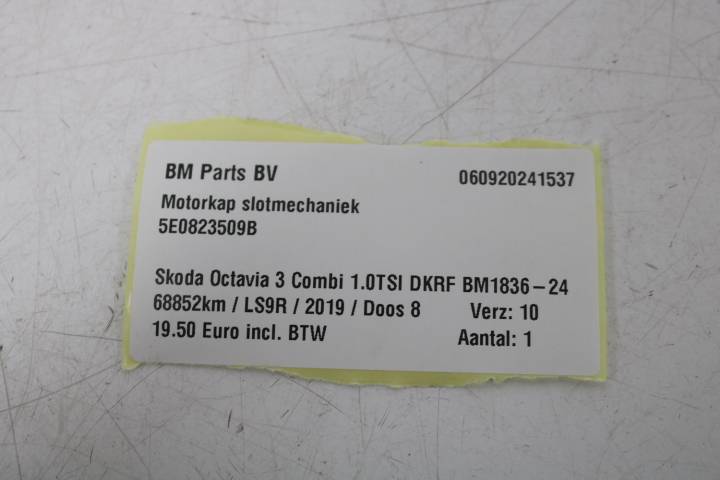 BM Parts BV 060920241537
Motorkap slotmechaniek
5E0823509B
Skoda Octavia 3 Combi 1.0TSI DKRF BM1836-24
68852km / LS9R / 2019 / Doos 8 Verz: 10
19.50 Euro incl. BTW Aantal: 1